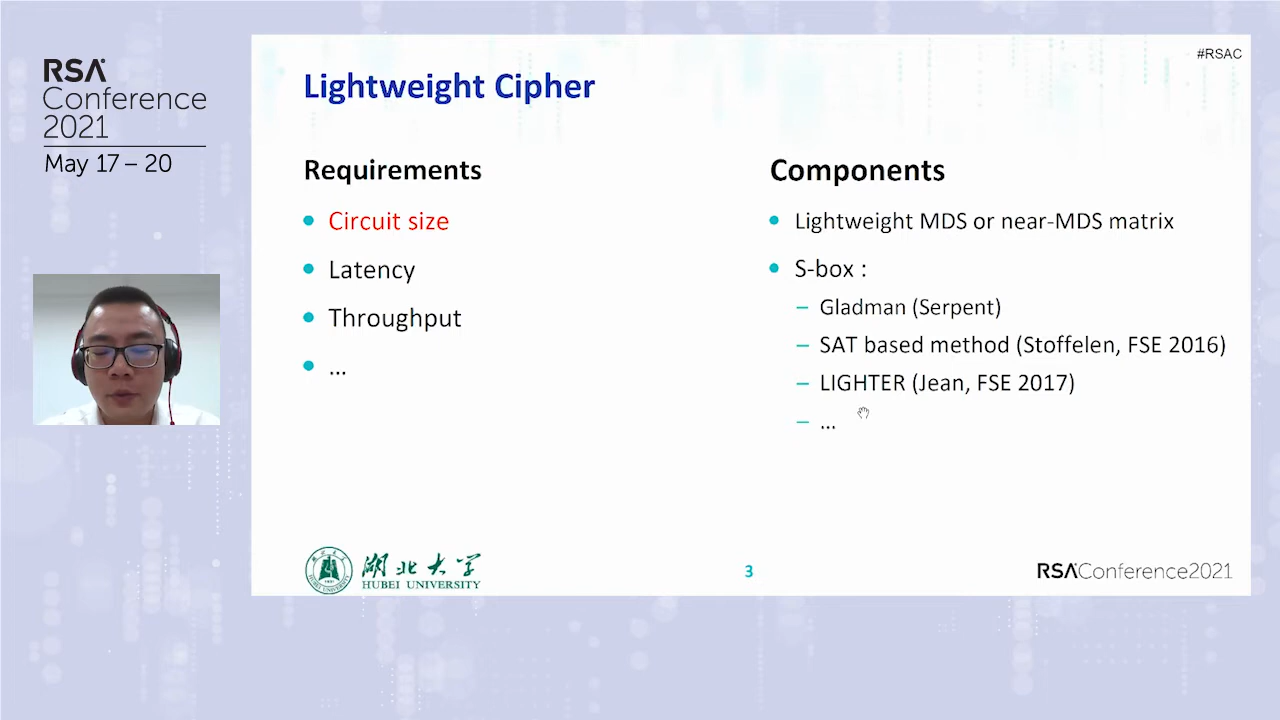 RSA
Conference
2021
May 17 – 20
#RSAC
Lightweight Cipher
Requirements
Circuit size
Latency
Throughput
...
Components
Lightweight MDS or near-MDS matrix
S-box :
– Gladman (Serpent)
– SAT based method (Stoffelen, FSE 2016)
– LIGHTER (Jean, FSE 2017)
– ...
湖北大学
HUBEI UNIVERSITY
3
RSAConference2021